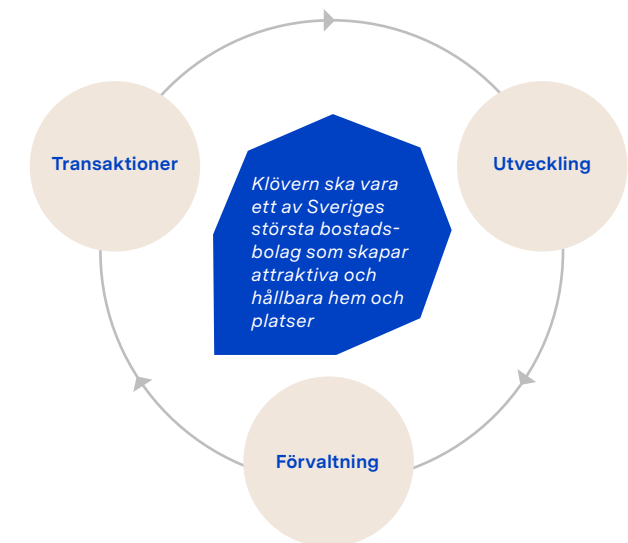 Transaktioner
Utveckling
Klövern ska vara
ett av Sveriges
största bostads-
bolag som skapar
attraktiva och
hållbara hem och
platser
Förvaltning